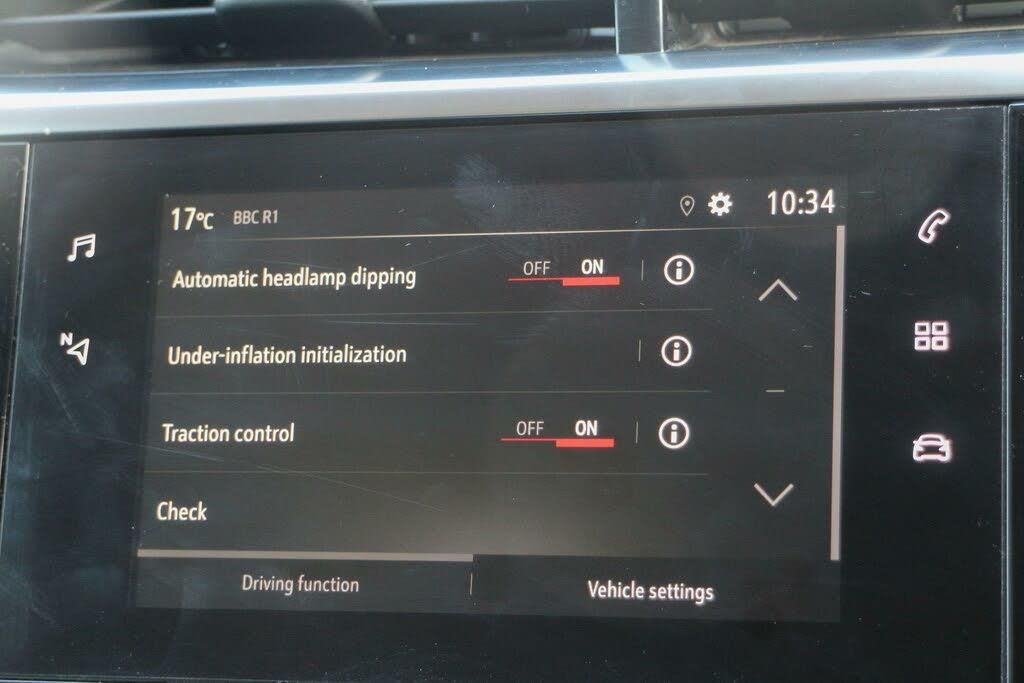 17°C BBC R1 10:34
Automatic headlamp dipping OFF ON
Under-inflation initialization
Traction control OFF ON
Check
Driving function Vehicle settings
N